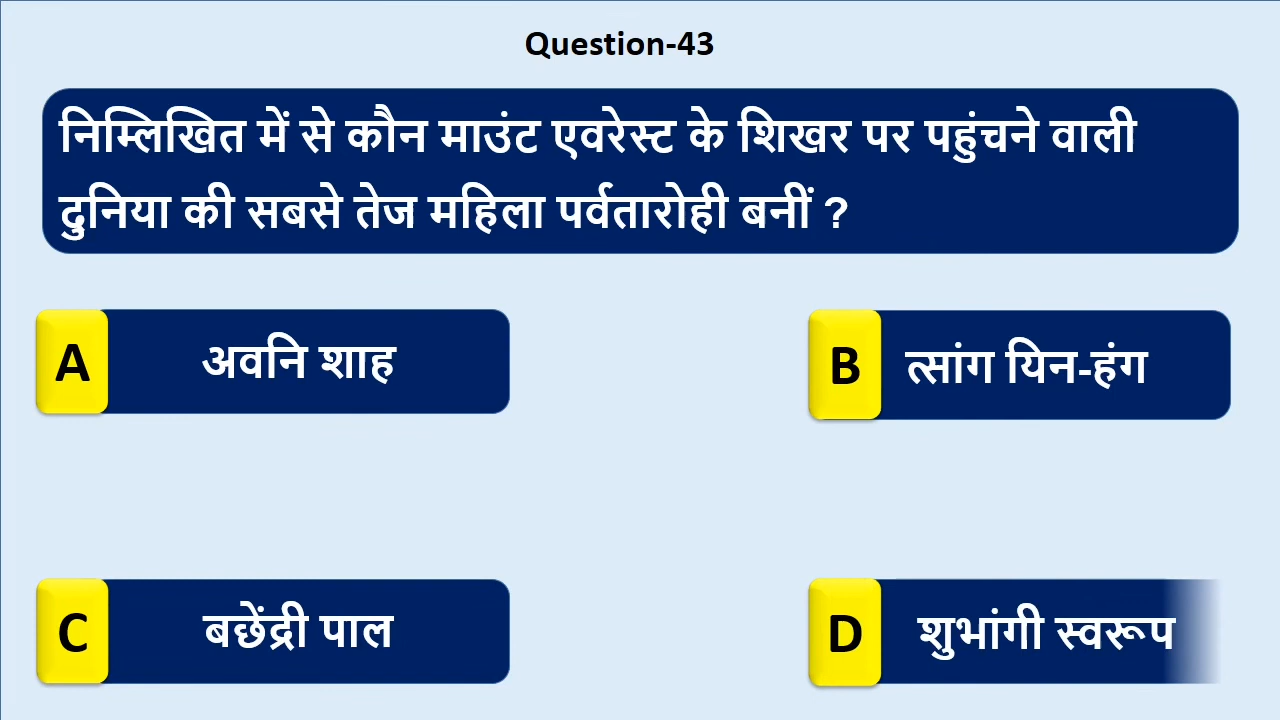 Question-43
निम्लिखित में से कौन माउंट एवरेस्ट के शिखर पर पहुंचने वाली
दुनिया की सबसे तेज महिला पर्वतारोही बनीं ?
A अवनि शाह
B त्सांग यिन-हंग
C बछेंद्री पाल
D शुभांगी स्वरूप